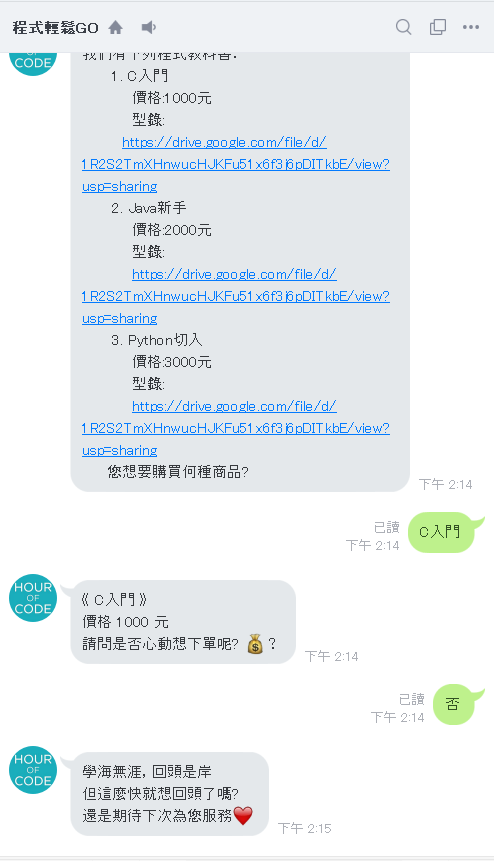 程式輕鬆GO
HOUR
OF
CODE
我們有下列程式教科書:
1. C入門
價格:1000元
型錄:
https://drive.google.com/file/d/
1R2S2TmXHnwucHJKFu51x6f3l6pDITkbE/view?
usp=sharing
2. Java新手
價格:2000元
型錄:
https://drive.google.com/file/d/
1R2S2TmXHnwucHJKFu51x6f3l6pDITkbE/view?
usp=sharing
3. Python切入
價格:3000元
型錄:
https://drive.google.com/file/d/
1R2S2TmXHnwucHJKFu51x6f3l6pDITkbE/view?
usp=sharing
您想要購買何種商品?
下午 2:14
已讀
下午 2:14
C入門
HOUR
OF
CODE
《 C入門 》
價格 1000 元
請問是否心動想下單呢? 💰 ?
下午 2:14
已讀
下午 2:14
否
HOUR
OF
CODE
學海無涯, 回頭是岸
但這麼快就想回頭了嗎?
還是期待下次為您服務❤️
下午 2:15